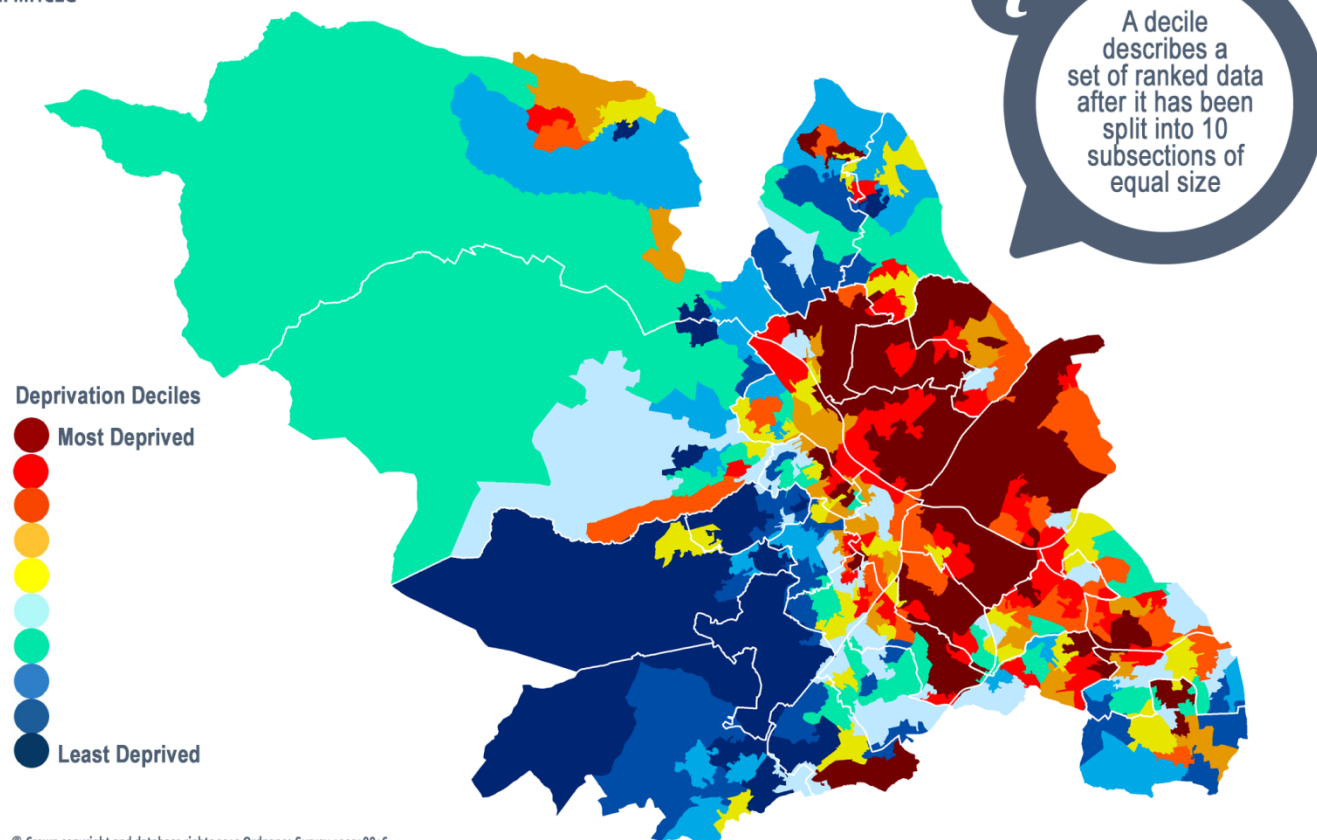 A decile
describes a
set of ranked data
after it has been
split into 10
subsections of
equal size
Deprivation Deciles
Most Deprived
Least Deprived